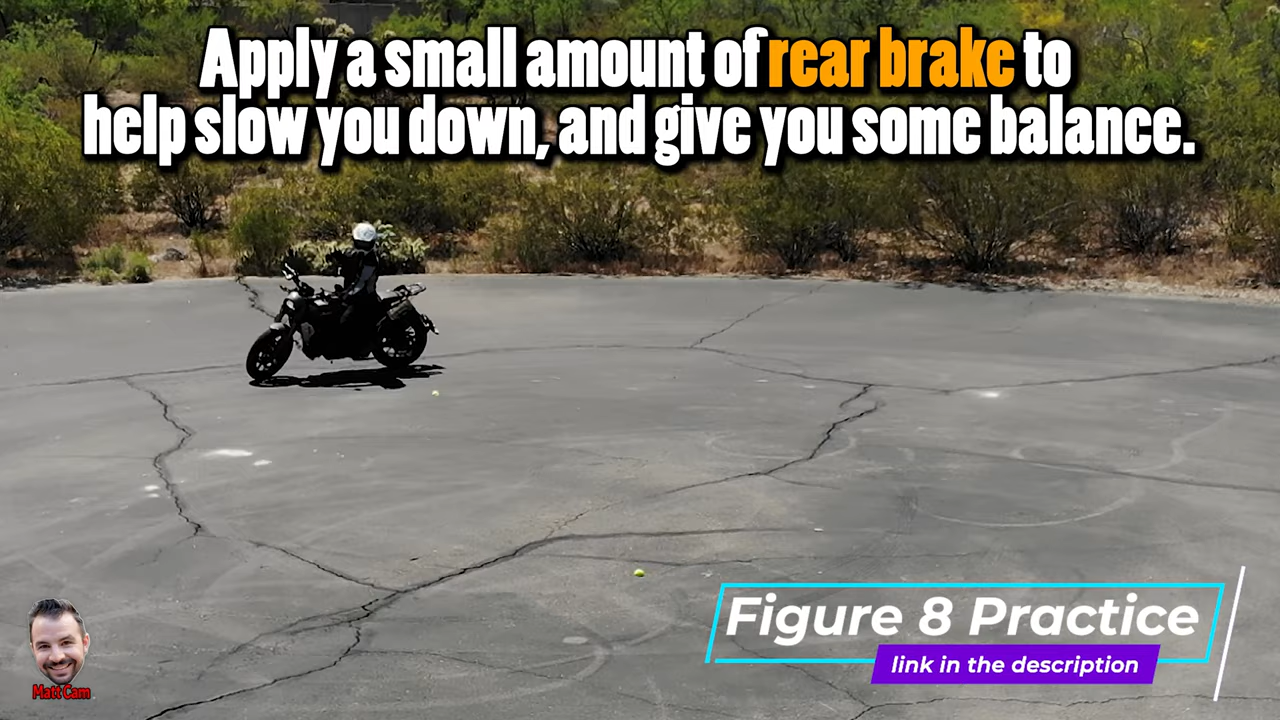 Apply a small amount of rear brake to
help slow you down, and give you some balance.
Figure 8 Practice
link in the description
Matt Cam